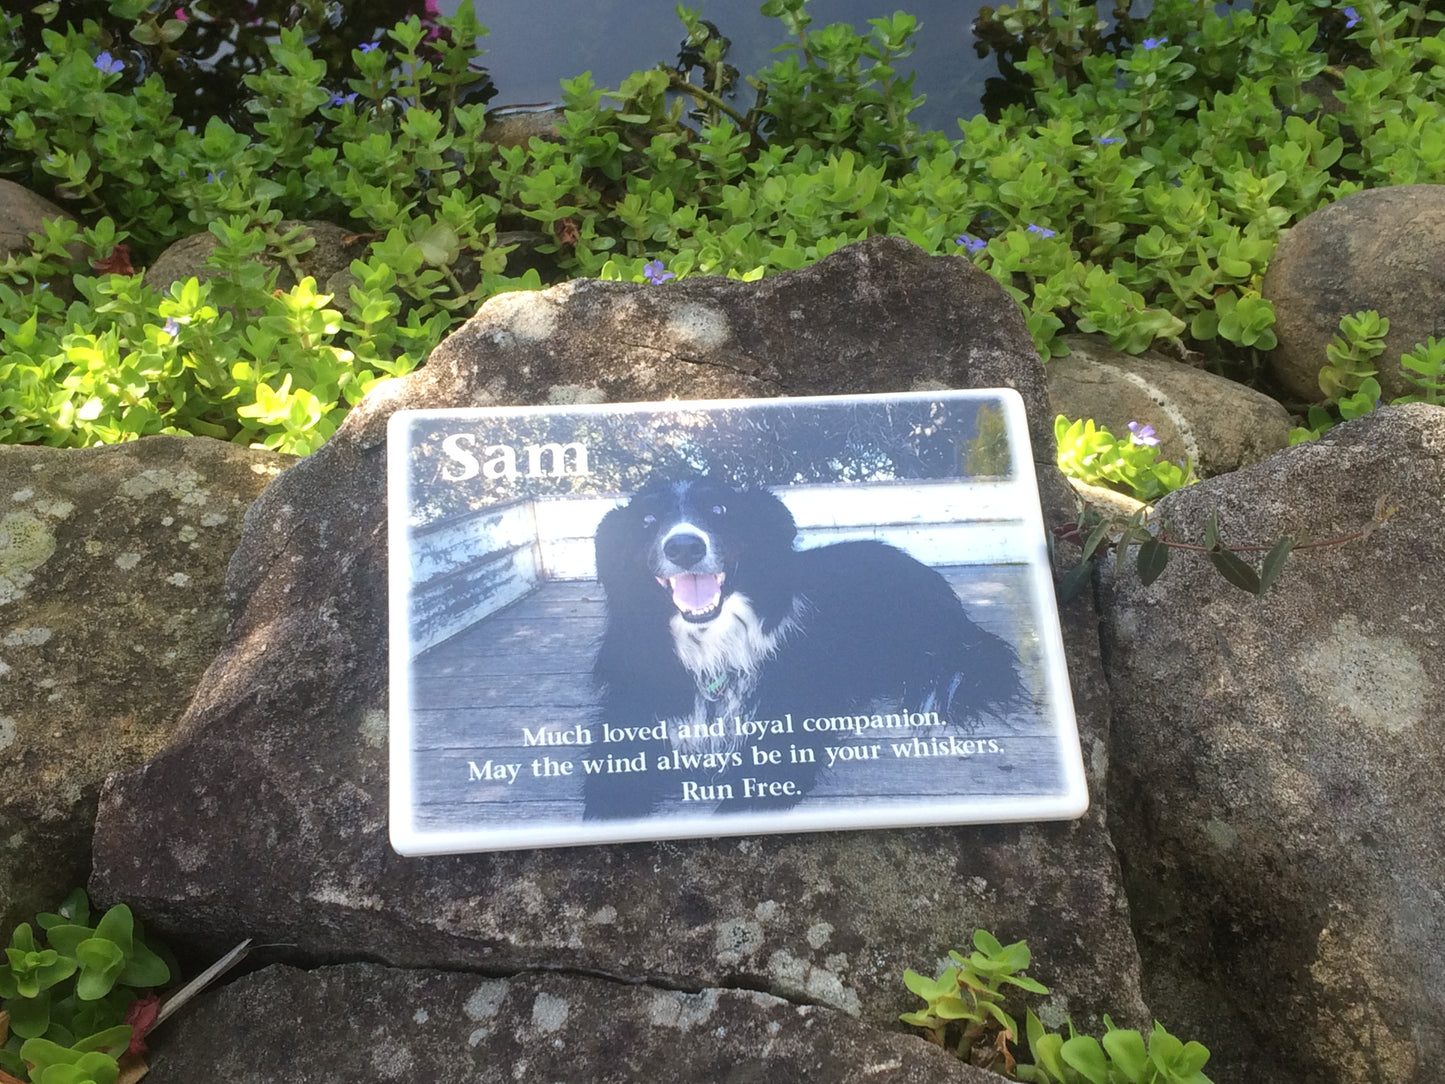 Sam
Much loved and loyal companion.
May the wind always be in your whiskers.
Run Free.